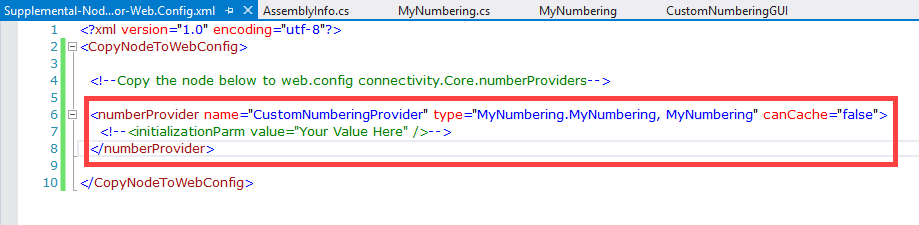 Supplemental-Nod...or-Web.Config.xml AssemblyInfo.cs MyNumbering.cs MyNumbering CustomNumberingGUI
1 <?xml version="1.0" encoding="utf-8"?>
2 <CopyNodeToWebConfig>
3
4 <!--Copy the node below to web.config connectivity.Core.numberProviders-->
5
6 <numberProvider name="CustomNumberingProvider" type="MyNumbering.MyNumbering, MyNumbering" canCache="false">
7 <!--<initializationParm value="Your Value Here" />-->
8 </numberProvider>
9
10 </CopyNodeToWebConfig>